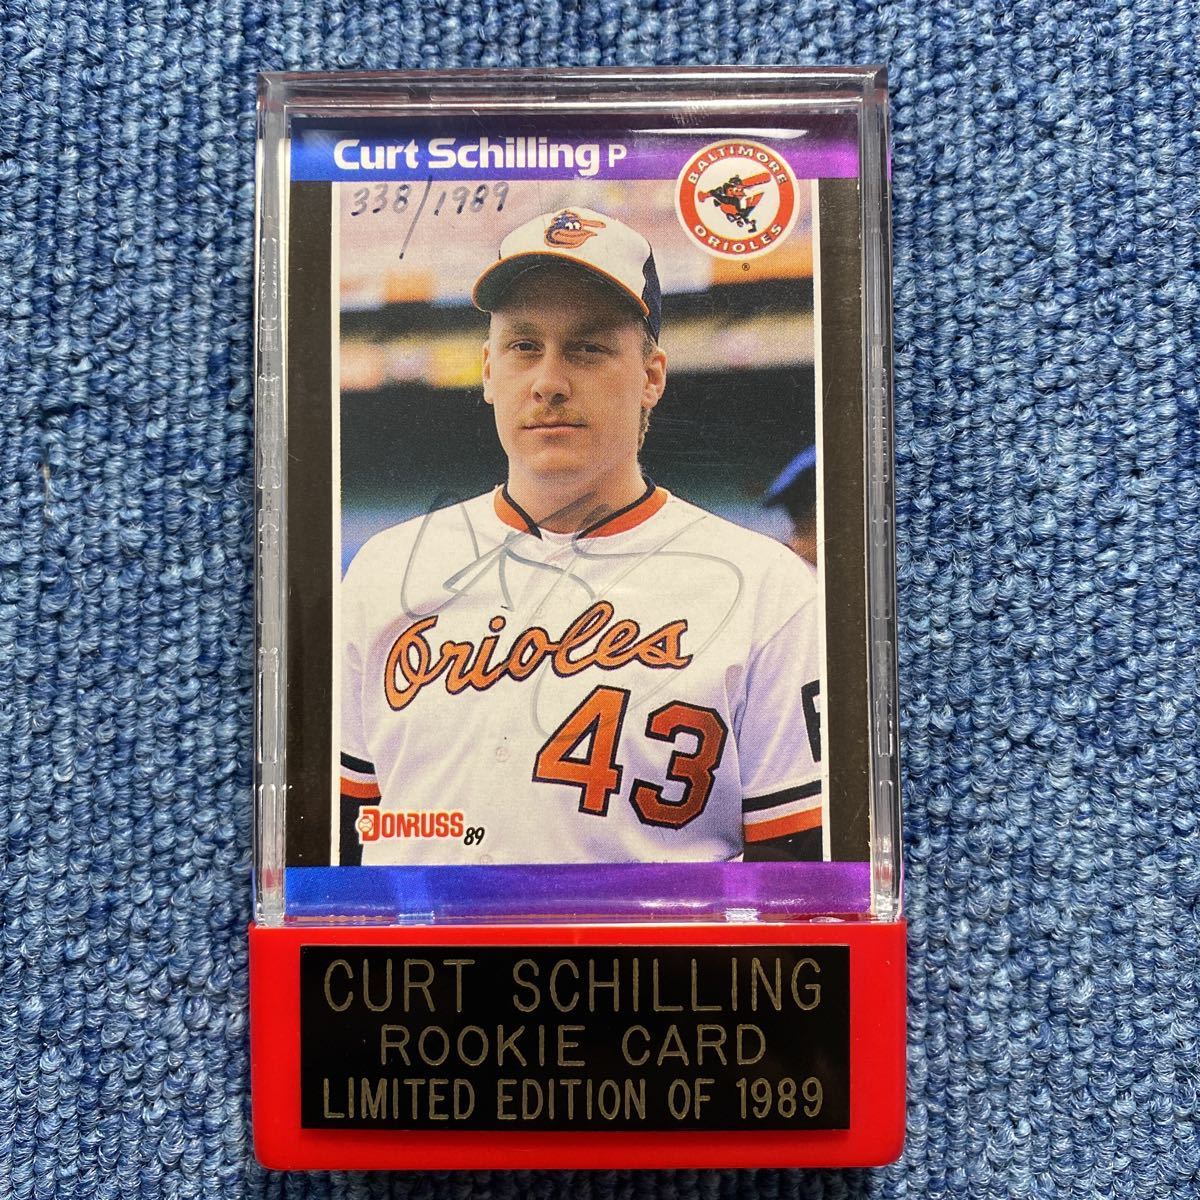 Curt Schilling P
338/1989
BALTIMORE
ORIOLES
®
Orioles
43
DONRUSS 89
CURT SCHILLING
ROOKIE CARD
LIMITED EDITION OF 1989